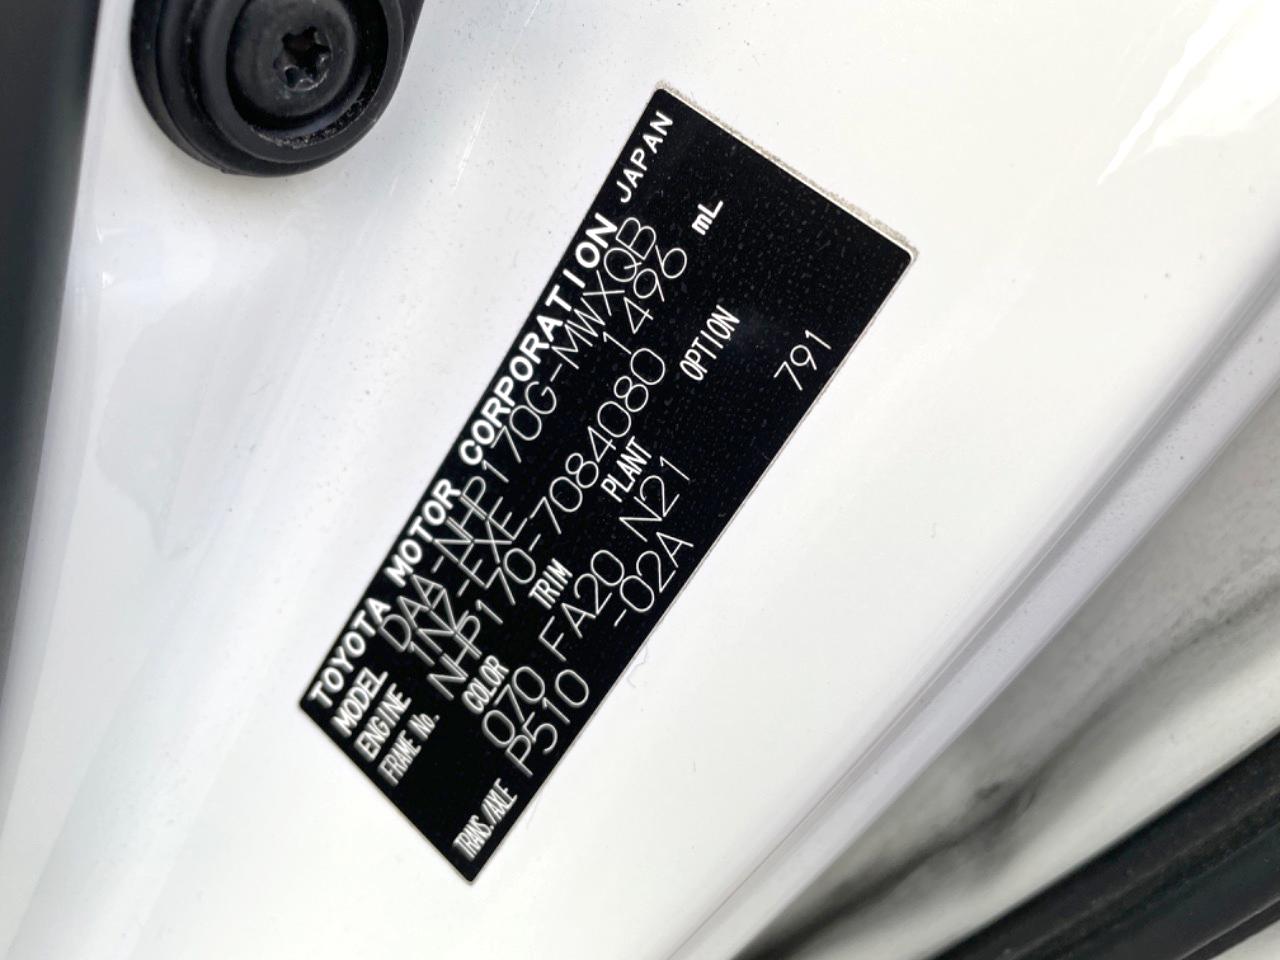 TOYOTA MOTOR CORPORATION JAPAN
MODEL DAA-NHP170G-MWXQB
ENGINE 1NZ-EXE 1496 mL
FRAME No. NHP170-7084080
COLOR TRIM PLANT OPTION
070 FA20 N21 791
TRANS./AXLE P510 -02A